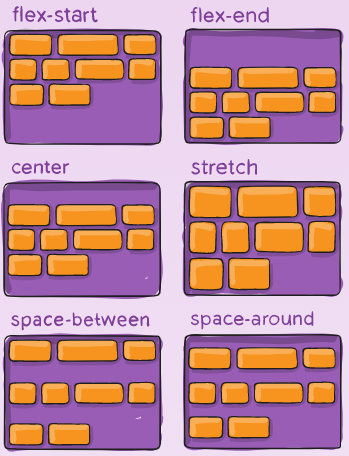 flex-start
flex-end
center
stretch
space-between
space-around